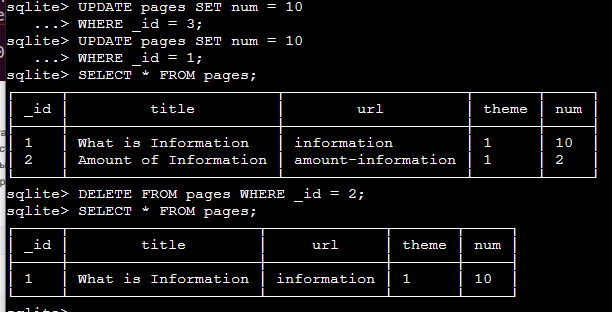 sqlite> UPDATE pages SET num = 10
...> WHERE _id = 3;
sqlite> UPDATE pages SET num = 10
...> WHERE _id = 1;
sqlite> SELECT * FROM pages;
_id title url theme num
1 What is Information information 1 10
2 Amount of Information amount-information 1 2
sqlite> DELETE FROM pages WHERE _id = 2;
sqlite> SELECT * FROM pages;
_id title url theme num
1 What is Information information 1 10